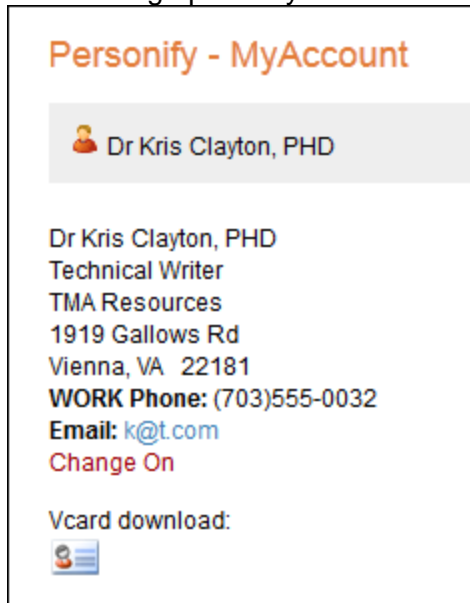 Personify - MyAccount
Dr Kris Clayton, PHD
Dr Kris Clayton, PHD
Technical Writer
TMA Resources
1919 Gallows Rd
Vienna, VA 22181
WORK Phone: (703)555-0032
Email: k@t.com
Change On
Vcard download: